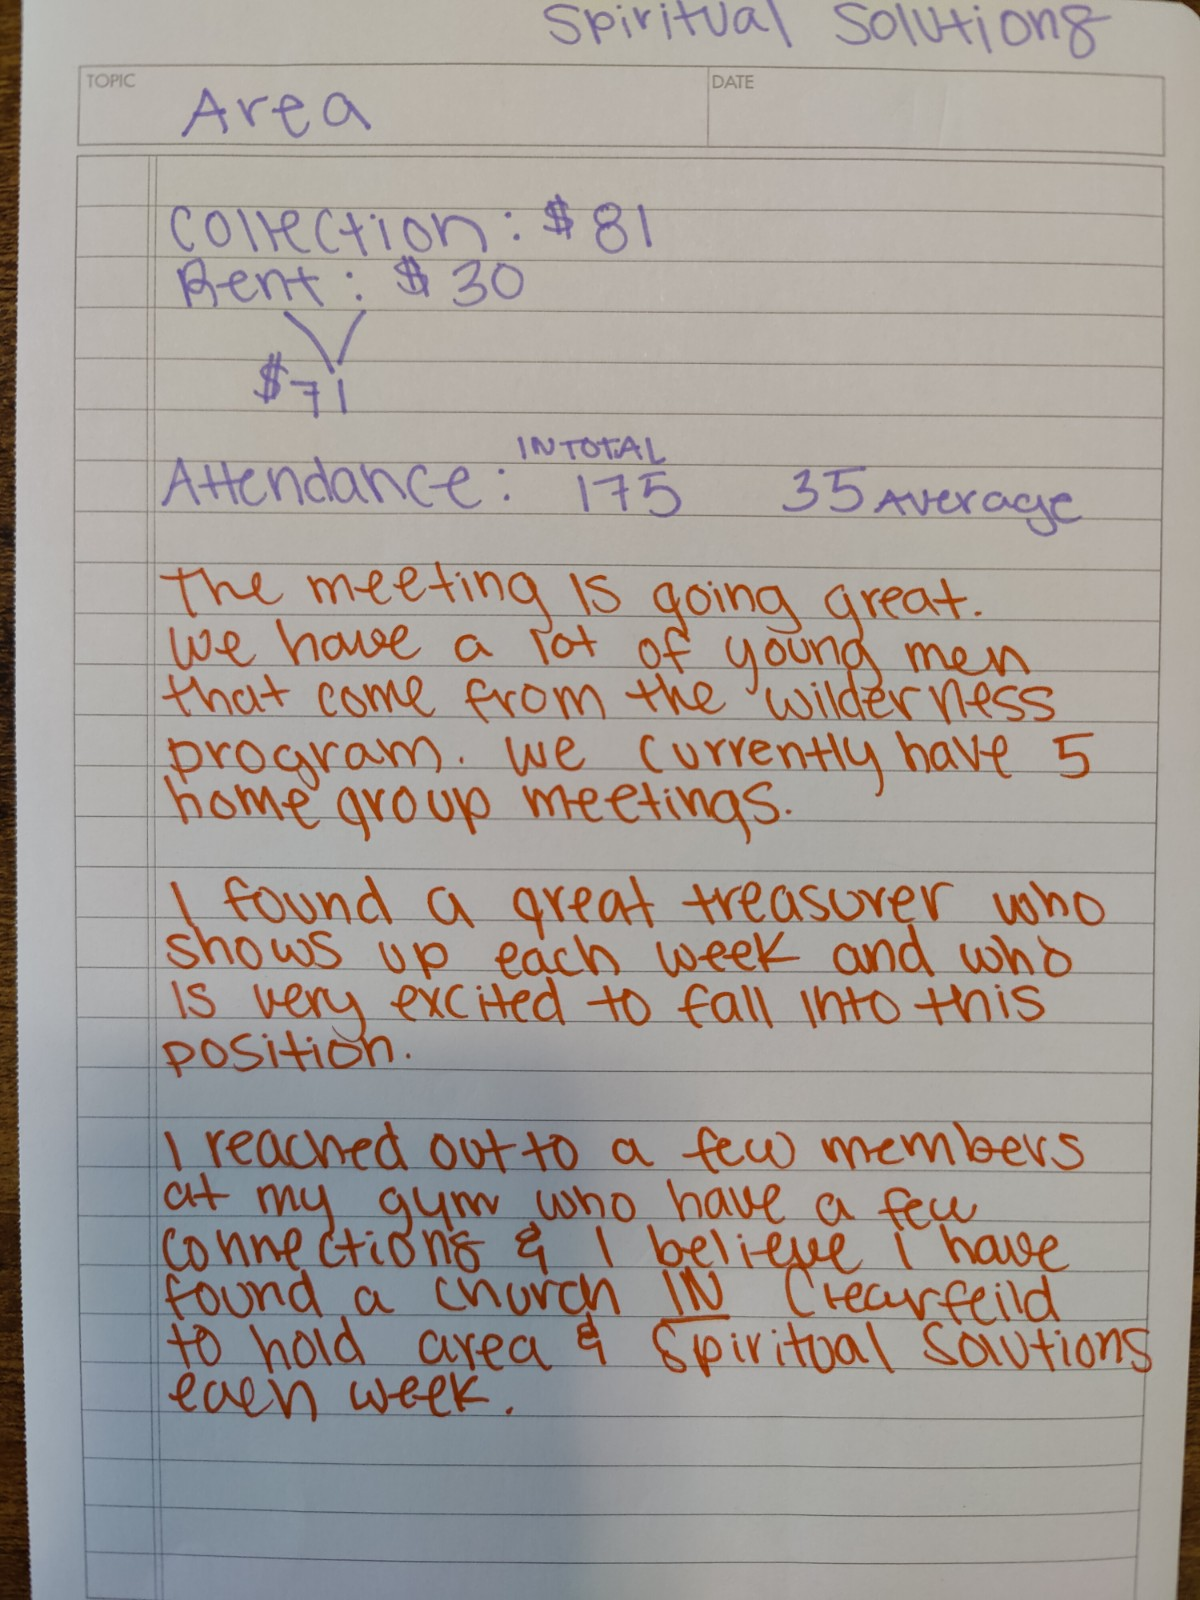 Spiritual Solutions
TOPIC
Area
DATE
Collection: $81
Rent: $30
$71
IN TOTAL
Attendance: 175 35 Average
The meeting is going great.
We have a lot of young men
that come from the wilderness
program. We currently have 5
home group meetings.
I found a great treasurer who
shows up each week and who
is very excited to fall into this
position.
I reached out to a few members
at my gym who have a few
connections & I believe I have
found a church IN Clearfeild
to hold area & Spiritual Solutions
each week.